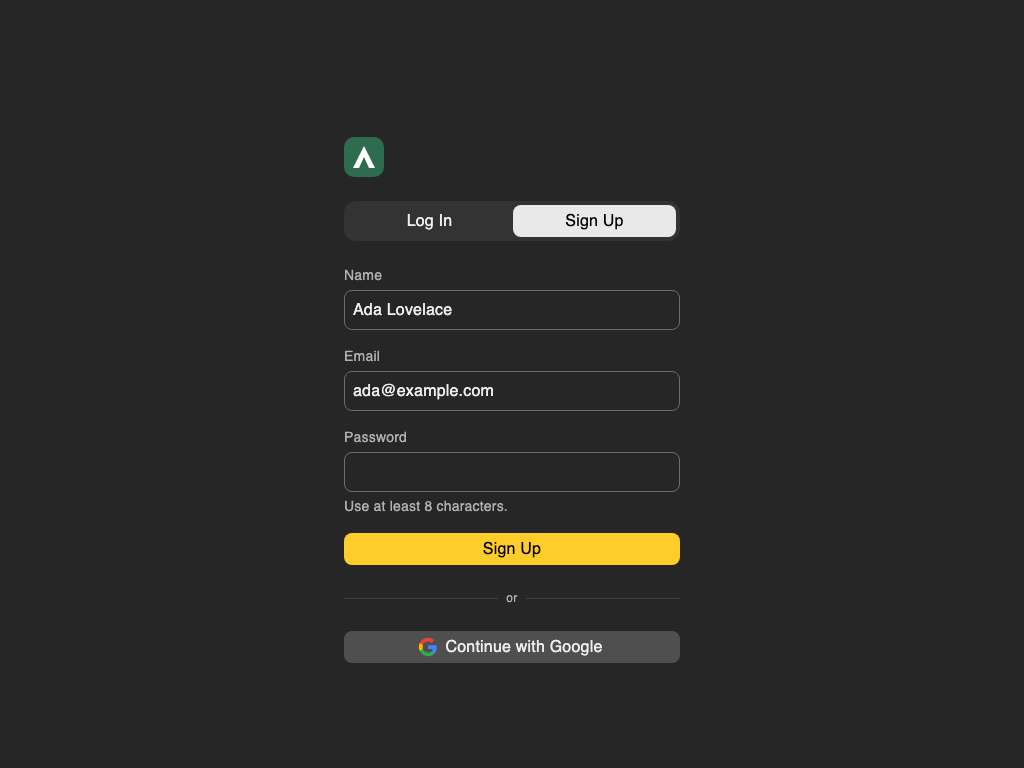 Log In
Sign Up
Name
Ada Lovelace
Email
ada@example.com
Password
Use at least 8 characters.
Sign Up
or
Continue with Google